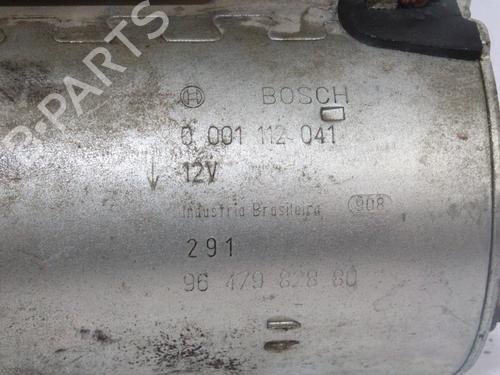 B-PARTS
BOSCH
0 001 112 041
12V
Industria Brasileira 908
291
96 479 828 80